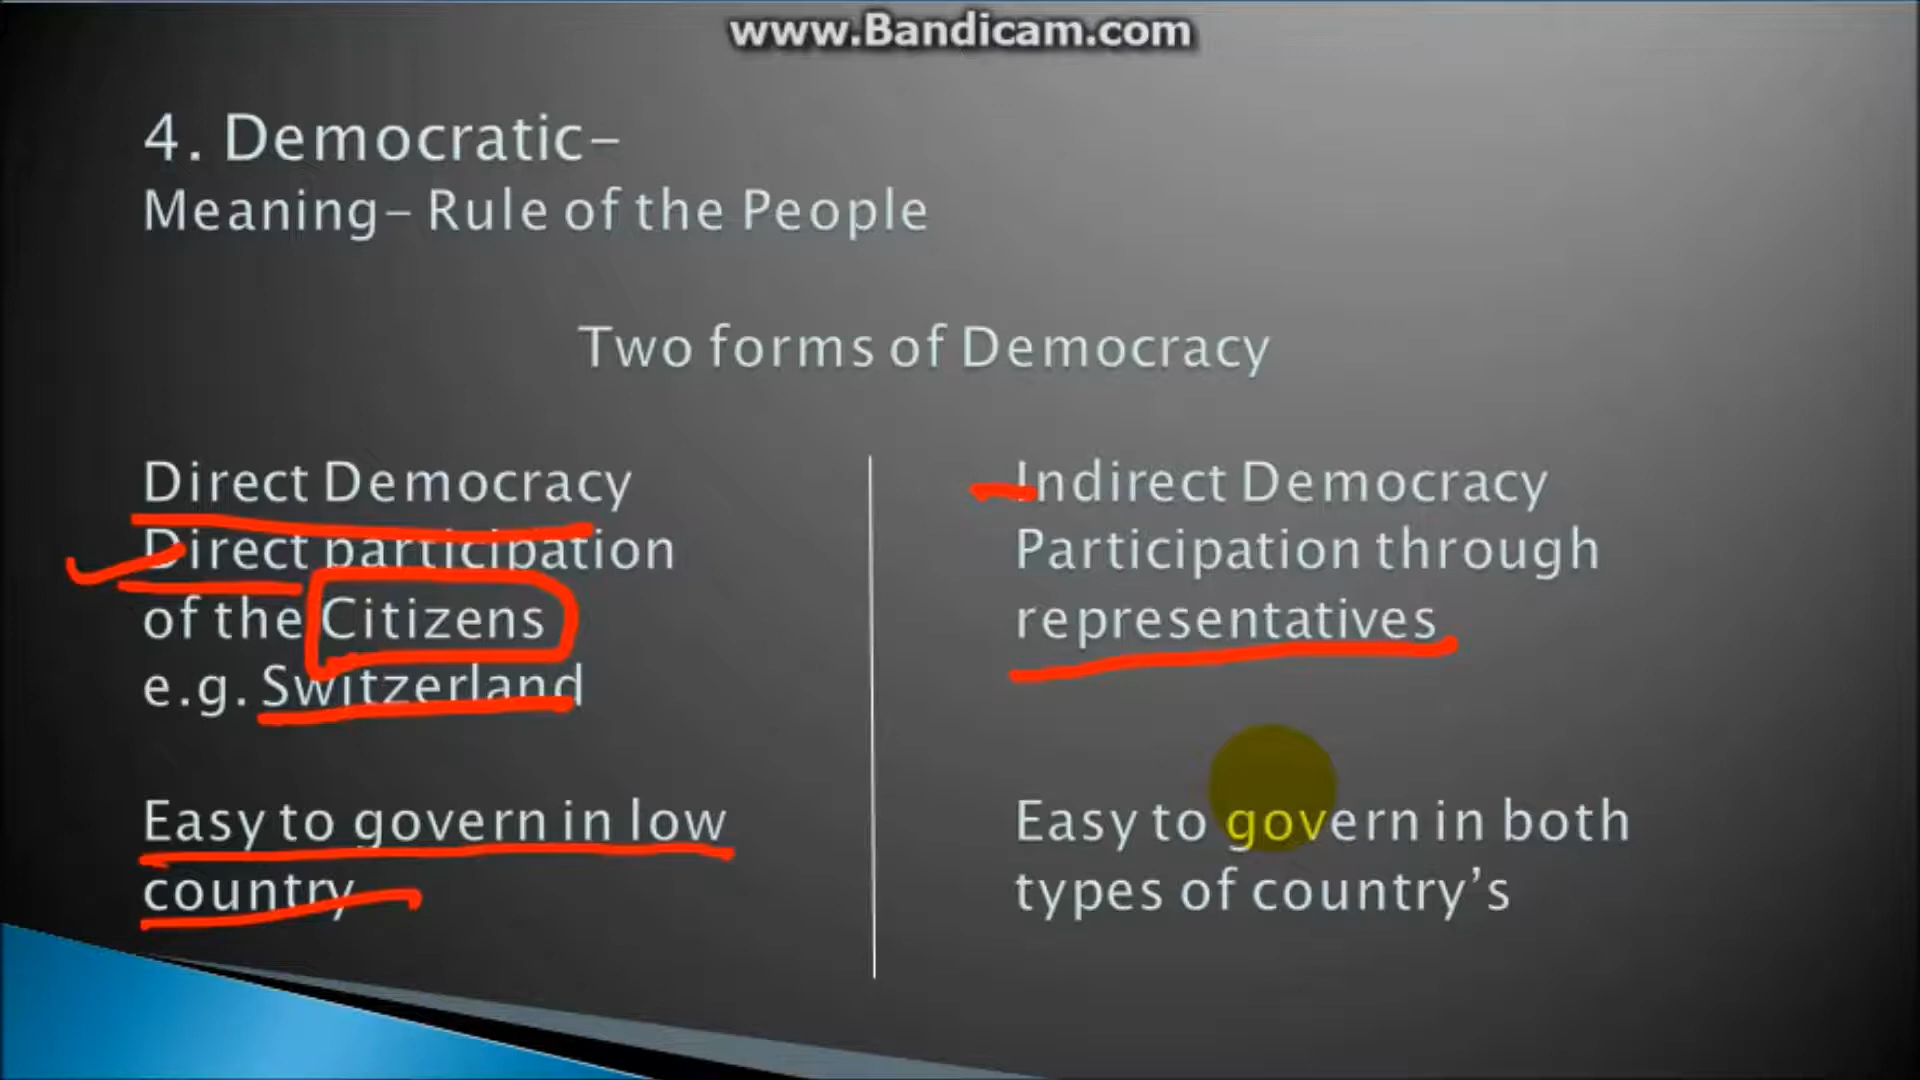 www.Bandicam.com
4. Democratic-
Meaning- Rule of the People
Two forms of Democracy
Direct Democracy
Direct participation
of the Citizens
e.g. Switzerland
Easy to govern in low
country
Indirect Democracy
Participation through
representatives
Easy to govern in both
types of country's